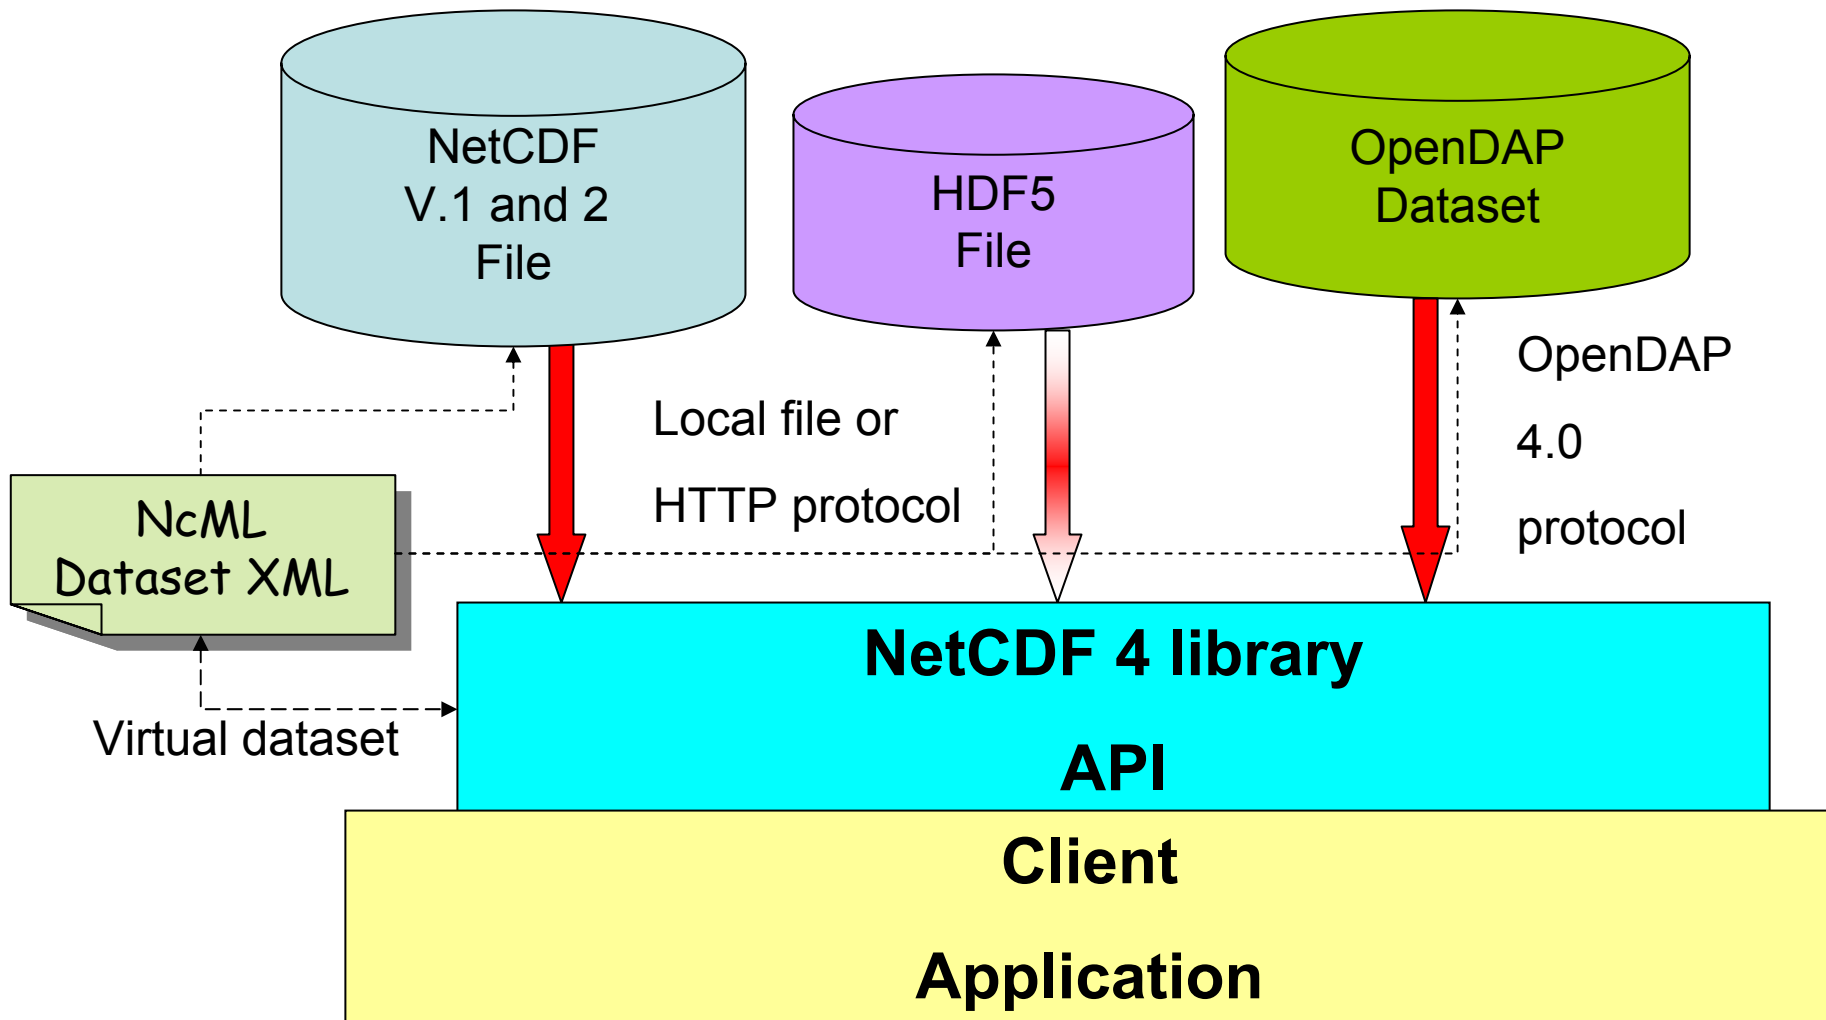 NetCDF
V.1 and 2
File
HDF5
File
OpenDAP
Dataset
Local file or
HTTP protocol
OpenDAP
4.0
protocol
NcML
Dataset XML
Virtual dataset
NetCDF 4 library
API
Client
Application